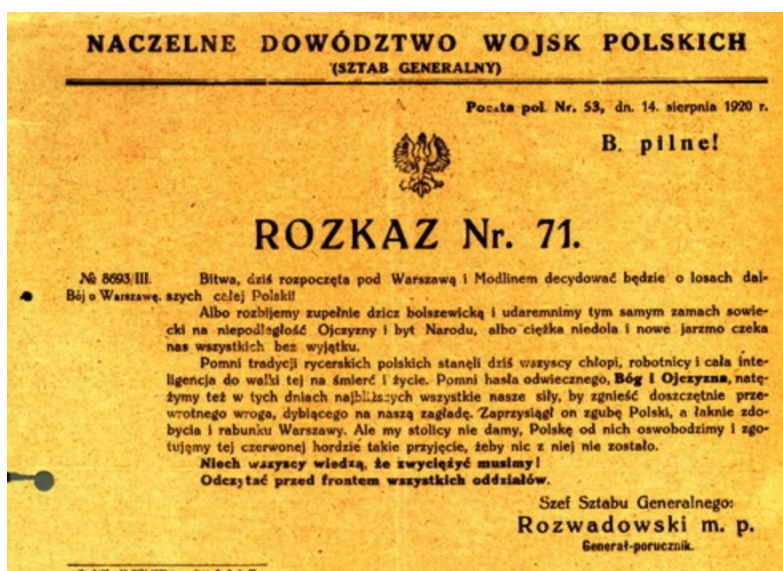 NACZELNE DOWÓDZTWO WOJSK POLSKICH
(SZTAB GENERALNY)
Poczta pol. Nr. 53, dn. 14. sierpnia 1920 r.
B. pilne!
ROZKAZ Nr. 71.
№ 8693/III. Bitwa, dziś rozpoczęta pod Warszawą i Modlinem decydować będzie o losach dal-
Bój o Warszawę. szych całej Polski!
Albo rozbijemy zupełnie dzicz bolszewicką i udaremnimy tym samym zamach sowie-
cki na niepodległość Ojczyzny i byt Narodu, albo ciężka niedola i nowe jarzmo czeka
nas wszystkich bez wyjątku.
Pomni tradycji rycerskich polskich stanęli dziś wszyscy chłopi, robotnicy i cała inte-
ligencja do walki tej na śmierć i życie. Pomni hasła odwiecznego, Bóg i Ojczyzna, natę-
żymy też w tych dniach najbliższych wszystkie nasze siły, by zgnieść doszczętnie prze-
wrotnego wroga, dybiącego na naszą zagładę. Zaprzysiągł on zgubę Polski, a łaknie zdo-
bycia i rabunku Warszawy. Ale my stolicy nie damy, Polskę od nich oswobodzimy i zgo-
tujemy tej czerwonej hordzie takie przyjęcie, żeby nic z niej nie zostało.
Niech wszyscy wiedzą, że zwyciężyć musimy!
Odczytać przed frontem wszystkich oddziałów.
Szef Sztabu Generalnego:
Rozwadowski m. p.
Generał-porucznik.